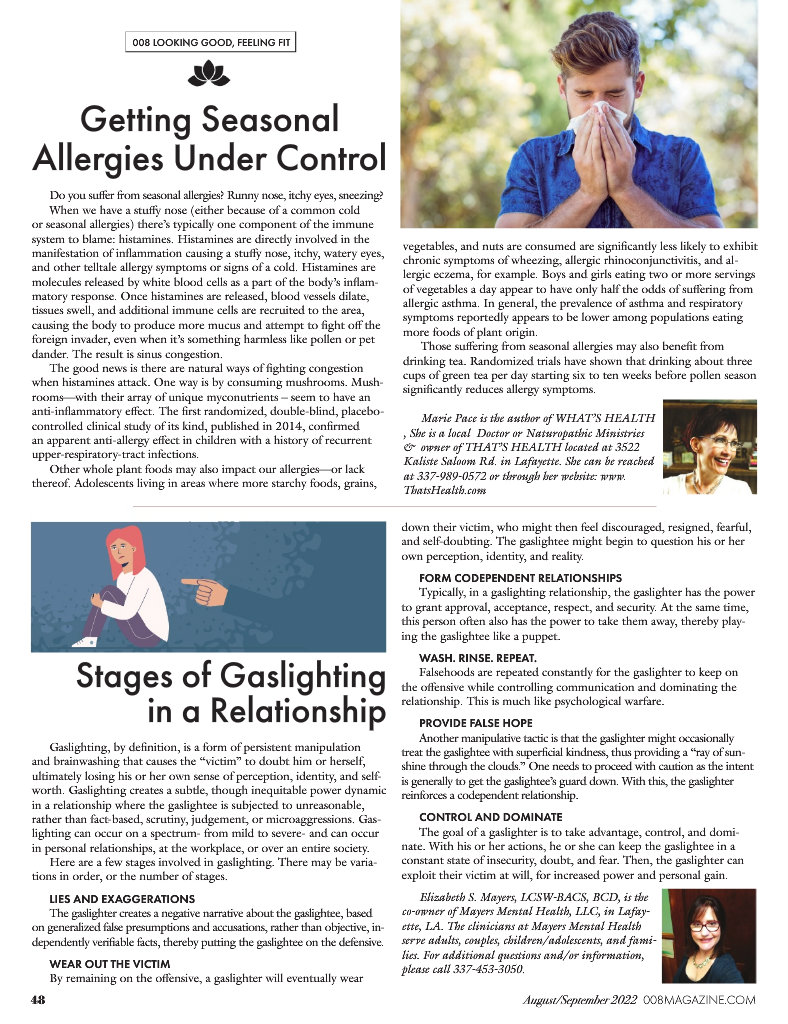 008 LOOKING GOOD, FEELING FIT
Getting Seasonal
Allergies Under Control
Do you suffer from seasonal allergies? Runny nose, itchy eyes, sneezing?
When we have a stuffy nose (either because of a common cold
or seasonal allergies) there's typically one component of the immune
system to blame: histamines. Histamines are directly involved in the
manifestation of inflammation causing a stuffy nose, itchy, watery eyes,
and other telltale allergy symptoms or signs of a cold. Histamines are
molecules released by white blood cells as a part of the body's inflam-
matory response. Once histamines are released, blood vessels dilate,
tissues swell, and additional immune cells are recruited to the area,
causing the body to produce more mucus and attempt to fight off the
foreign invader, even when it's something harmless like pollen or pet
dander. The result is sinus congestion.
The good news is there are natural ways of fighting congestion
when histamines attack. One way is by consuming mushrooms. Mush-
rooms—with their array of unique myconutrients – seem to have an
anti-inflammatory effect. The first randomized, double-blind, placebo-
controlled clinical study of its kind, published in 2014, confirmed
an apparent anti-allergy effect in children with a history of recurrent
upper-respiratory-tract infections.
Other whole plant foods may also impact our allergies—or lack
thereof. Adolescents living in areas where more starchy foods, grains,
vegetables, and nuts are consumed are significantly less likely to exhibit
chronic symptoms of wheezing, allergic rhinoconjunctivitis, and al-
lergic eczema, for example. Boys and girls eating two or more servings
of vegetables a day appear to have only half the odds of suffering from
allergic asthma. In general, the prevalence of asthma and respiratory
symptoms reportedly appears to be lower among populations eating
more foods of plant origin.
Those suffering from seasonal allergies may also benefit from
drinking tea. Randomized trials have shown that drinking about three
cups of green tea per day starting six to ten weeks before pollen season
significantly reduces allergy symptoms.
Marie Pace is the author of WHAT'S HEALTH
, She is a local Doctor or Naturopathic Ministries
& owner of THAT'S HEALTH located at 3522
Kaliste Saloom Rd. in Lafayette. She can be reached
at 337-989-0572 or through her website: www.
ThatsHealth.com
Stages of Gaslighting
in a Relationship
Gaslighting, by definition, is a form of persistent manipulation
and brainwashing that causes the "victim" to doubt him or herself,
ultimately losing his or her own sense of perception, identity, and self-
worth. Gaslighting creates a subtle, though inequitable power dynamic
in a relationship where the gaslightee is subjected to unreasonable,
rather than fact-based, scrutiny, judgement, or microaggressions. Gas-
lighting can occur on a spectrum- from mild to severe- and can occur
in personal relationships, at the workplace, or over an entire society.
Here are a few stages involved in gaslighting. There may be varia-
tions in order, or the number of stages.
LIES AND EXAGGERATIONS
The gaslighter creates a negative narrative about the gaslightee, based
on generalized false presumptions and accusations, rather than objective, in-
dependently verifiable facts, thereby putting the gaslightee on the defensive.
WEAR OUT THE VICTIM
By remaining on the offensive, a gaslighter will eventually wear
down their victim, who might then feel discouraged, resigned, fearful,
and self-doubting. The gaslightee might begin to question his or her
own perception, identity, and reality.
FORM CODEPENDENT RELATIONSHIPS
Typically, in a gaslighting relationship, the gaslighter has the power
to grant approval, acceptance, respect, and security. At the same time,
this person often also has the power to take them away, thereby play-
ing the gaslightee like a puppet.
WASH. RINSE. REPEAT.
Falsehoods are repeated constantly for the gaslighter to keep on
the offensive while controlling communication and dominating the
relationship. This is much like psychological warfare.
PROVIDE FALSE HOPE
Another manipulative tactic is that the gaslighter might occasionally
treat the gaslightee with superficial kindness, thus providing a "ray of sun-
shine through the clouds." One needs to proceed with caution as the intent
is generally to get the gaslightee's guard down. With this, the gaslighter
reinforces a codependent relationship.
CONTROL AND DOMINATE
The goal of a gaslighter is to take advantage, control, and domi-
nate. With his or her actions, he or she can keep the gaslightee in a
constant state of insecurity, doubt, and fear. Then, the gaslighter can
exploit their victim at will, for increased power and personal gain.
Elizabeth S. Mayers, LCSW-BACS, BCD, is the
co-owner of Mayers Mental Health, LLC, in Lafay-
ette, LA. The clinicians at Mayers Mental Health
serve adults, couples, children/adolescents, and fami-
lies. For additional questions and/or information,
please call 337-453-3050.
48
August/September 2022 008MAGAZINE.COM